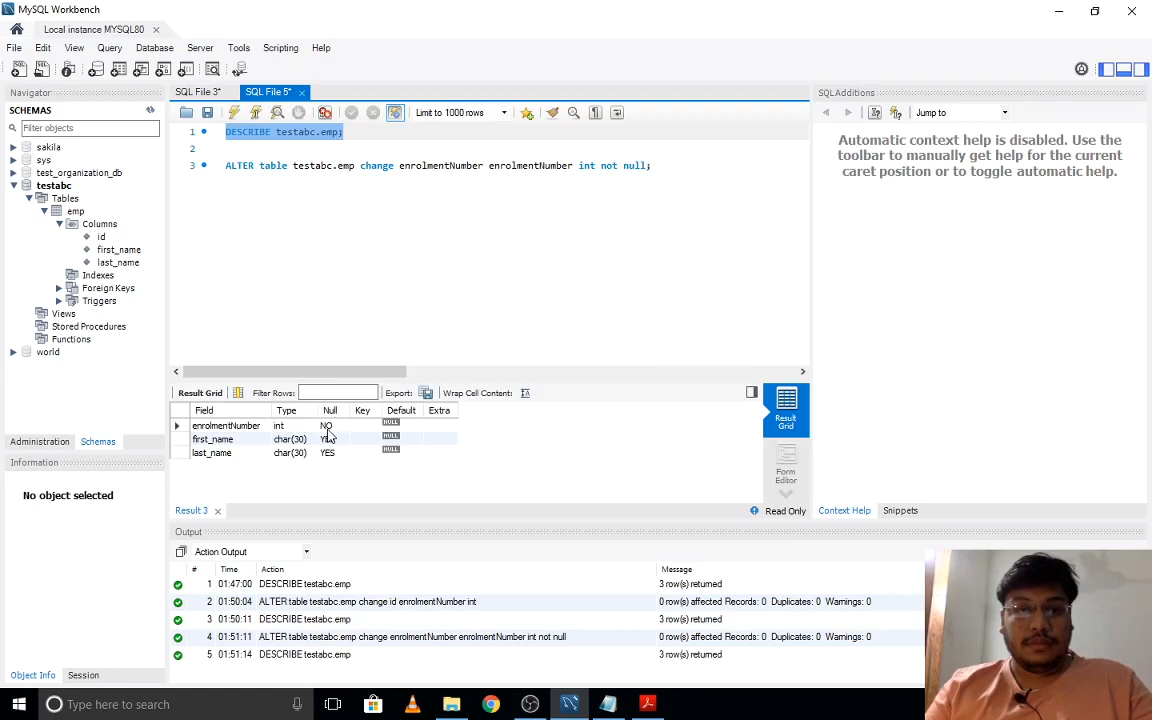 MySQL Workbench
Local instance MYSQL80
File Edit View Query Database Server Tools Scripting Help
Navigator
SCHEMAS
Filter objects
sakila
sys
test_organization_db
testabc
Tables
emp
Columns
id
first_name
last_name
Indexes
Foreign Keys
Triggers
Views
Stored Procedures
Functions
world
Administration Schemas
Information
No object selected
Object Info Session
SQL File 3* SQL File 5*
Limit to 1000 rows
1 DESCRIBE testabc.emp;
2
3 ALTER table testabc.emp change enrolmentNumber enrolmentNumber int not null;
Result Grid Filter Rows: Export: Wrap Cell Content:
Field Type Null Key Default Extra
enrolmentNumber int NO NULL
first_name char(30) NULL
last_name char(30) YES NULL
Result Grid
Form Editor
Result 3 Read Only
Output
Action Output
# Time Action Message
1 01:47:00 DESCRIBE testabc.emp 3 row(s) returned
2 01:50:04 ALTER table testabc.emp change id enrolmentNumber int 0 row(s) affected Records: 0 Duplicates: 0 Warnings: 0
3 01:50:11 DESCRIBE testabc.emp 3 row(s) returned
4 01:51:11 ALTER table testabc.emp change enrolmentNumber enrolmentNumber int not null 0 row(s) affected Records: 0 Duplicates: 0 Warnings: 0
5 01:51:14 DESCRIBE testabc.emp 3 row(s) returned
SQLAdditions
Jump to
Automatic context help is disabled. Use the
toolbar to manually get help for the current
caret position or to toggle automatic help.
Context Help Snippets
Type here to search